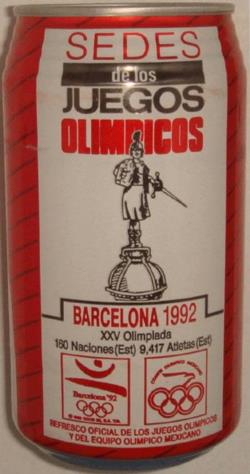 SEDES
de los
JUEGOS
OLIMPICOS
BARCELONA 1992
XXV Olimpiada
160 Naciones(Est) 9,417 Atletas(Est)
Barcelona '92
REFRESCO OFICIAL DE LOS JUEGOS OLIMPICOS
Y DEL EQUIPO OLIMPICO MEXICANO